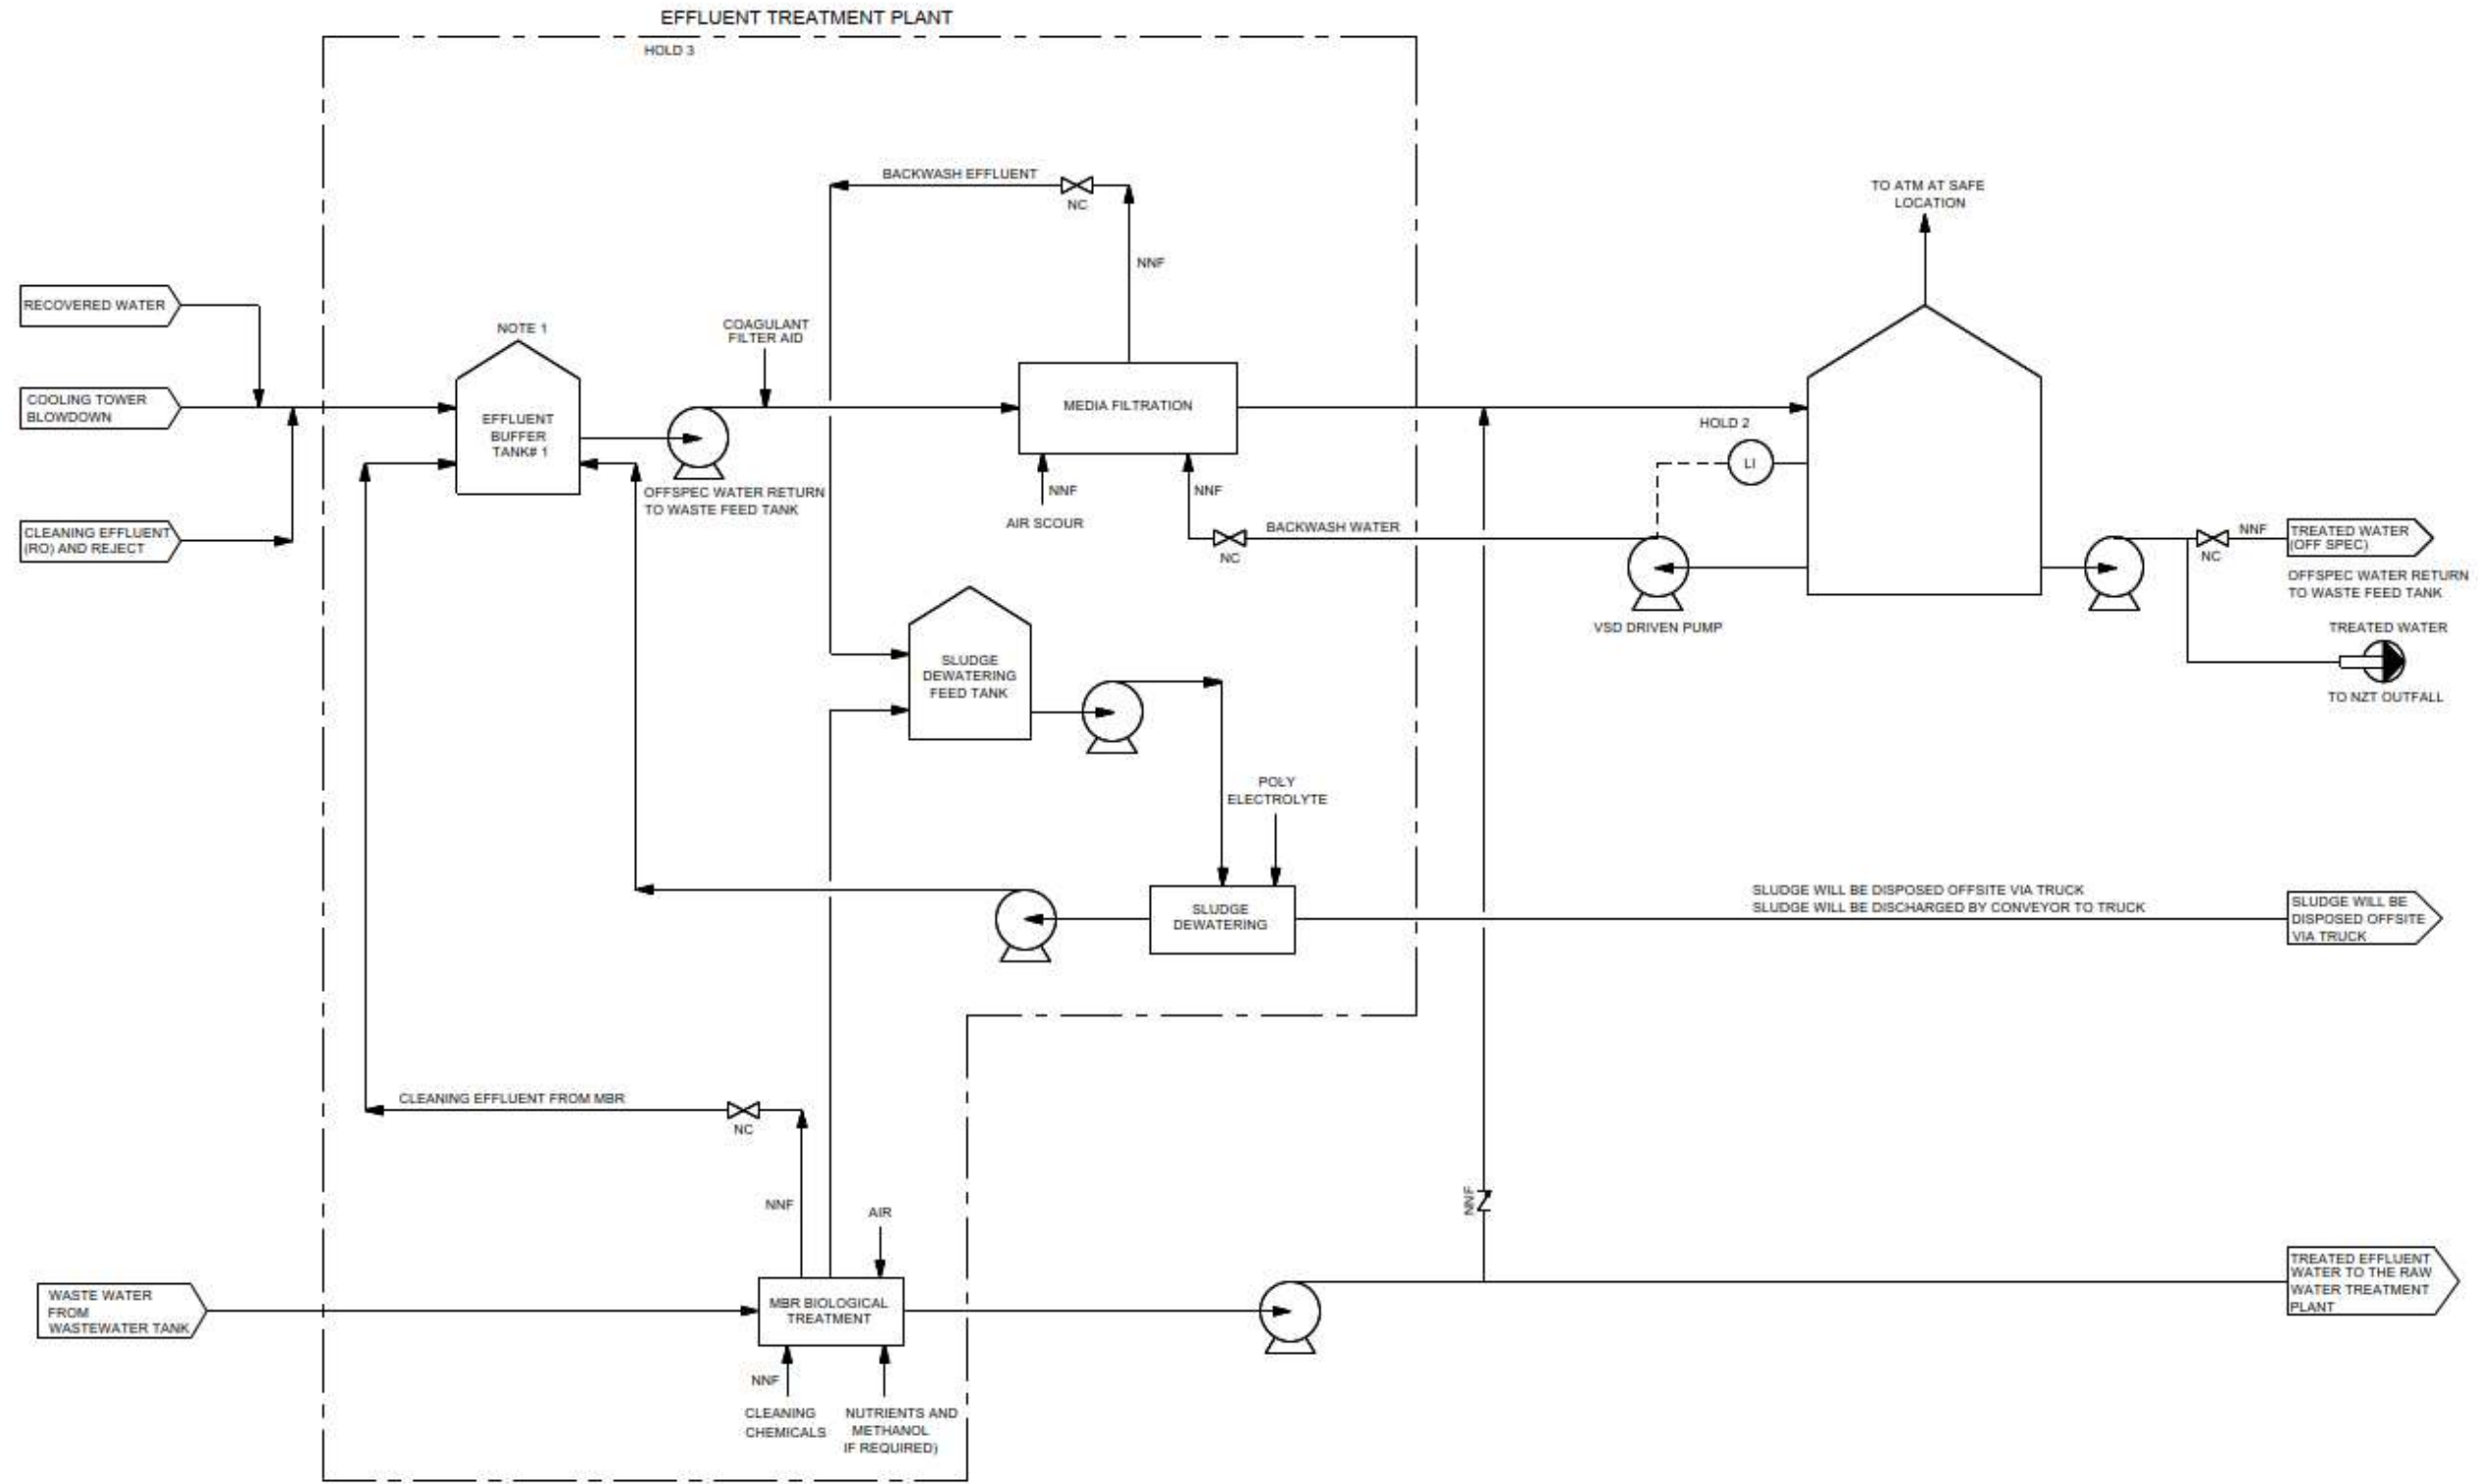 EFFLUENT TREATMENT PLANT
HOLD 3
BACKWASH EFFLUENT
NC
NNF
TO ATM AT SAFE
LOCATION
RECOVERED WATER
NOTE 1
COAGULANT
FILTER AID
COOLING TOWER
BLOWDOWN
EFFLUENT
BUFFER
TANK# 1
MEDIA FILTRATION
HOLD 2
LI
OFFSPEC WATER RETURN
TO WASTE FEED TANK
NNF
AIR SCOUR
NNF
BACKWASH WATER
NC
CLEANING EFFLUENT
(RO) AND REJECT
VSD DRIVEN PUMP
NC
NNF
TREATED WATER
(OFF SPEC)
OFFSPEC WATER RETURN
TO WASTE FEED TANK
TREATED WATER
TO NZT OUTFALL
SLUDGE
DEWATERING
FEED TANK
POLY
ELECTROLYTE
SLUDGE
DEWATERING
SLUDGE WILL BE DISPOSED OFFSITE VIA TRUCK
SLUDGE WILL BE DISCHARGED BY CONVEYOR TO TRUCK
SLUDGE WILL BE
DISPOSED OFFSITE
VIA TRUCK
CLEANING EFFLUENT FROM MBR
NC
NNF
AIR
NNF
WASTE WATER
FROM
WASTEWATER TANK
MBR BIOLOGICAL
TREATMENT
TREATED EFFLUENT
WATER TO THE RAW
WATER TREATMENT
PLANT
NNF
CLEANING
CHEMICALS
NUTRIENTS AND
METHANOL
IF REQUIRED)